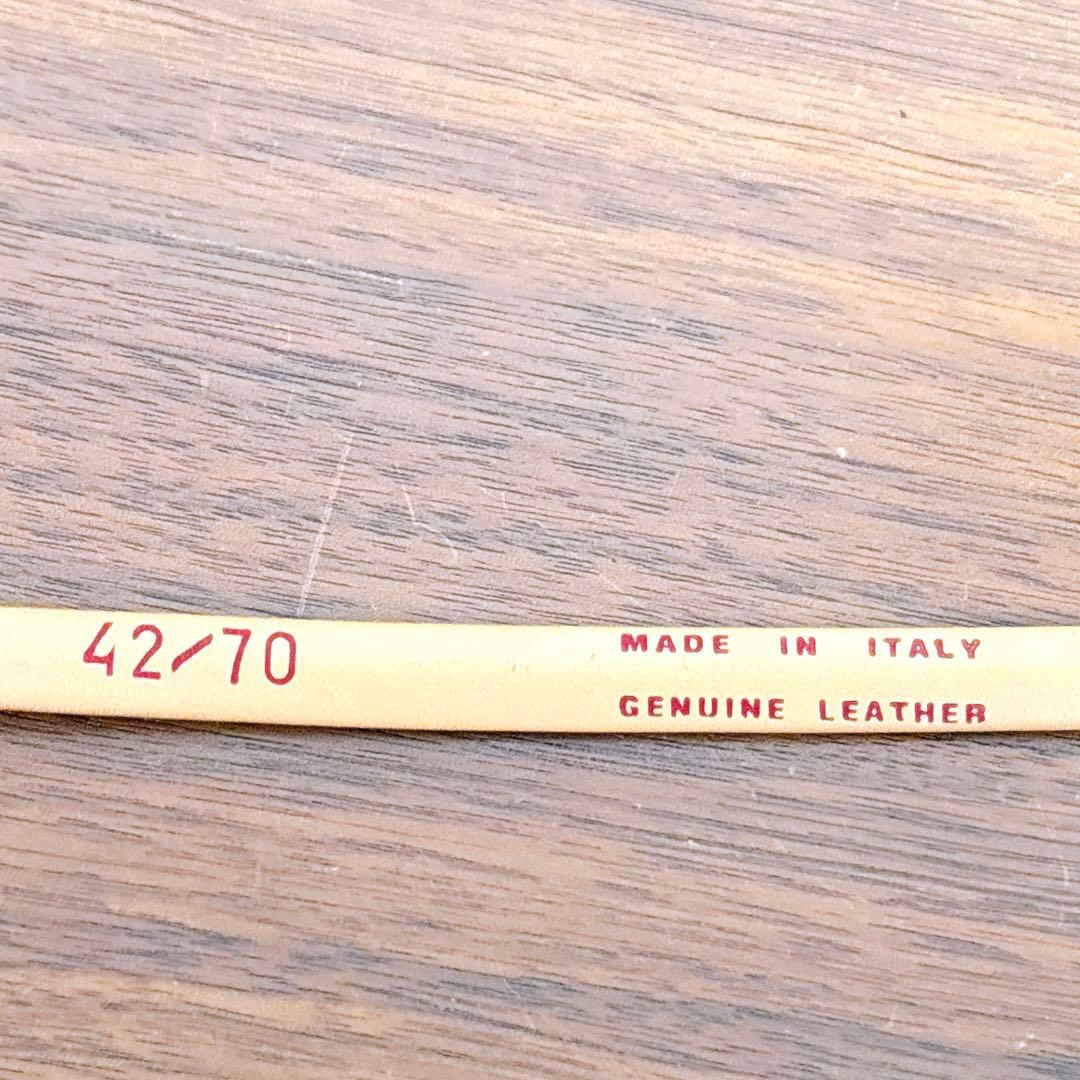 42/70
MADE IN ITALY
GENUINE LEATHER